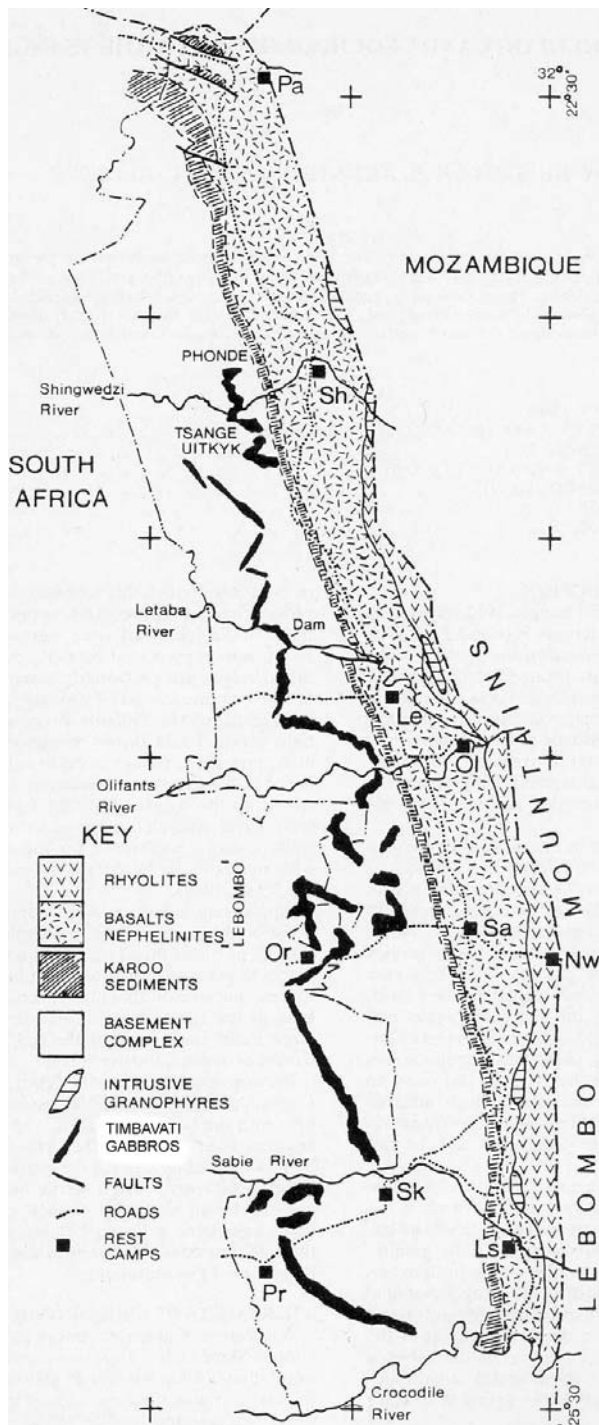 32°
22°30'
Pa
MOZAMBIQUE
PHONDE
Shingwedzi
River
Sh
TSANGE
UITKYK
SOUTH
AFRICA
Letaba
River
Dam
Le
Ol
Olifants
River
KEY
RHYOLITES
BASALTS
NEPHELINITES
'LEBOMBO'
KAROO
SEDIMENTS
BASEMENT
COMPLEX
INTRUSIVE
GRANOPHYRES
TIMBAVATI
GABBROS
FAULTS
ROADS
REST
CAMPS
Sa
Or
Nw
LEBOMBO MOUNTAINS
Sabie River
Sk
Ls
Pr
Crocodile
River
25°30'